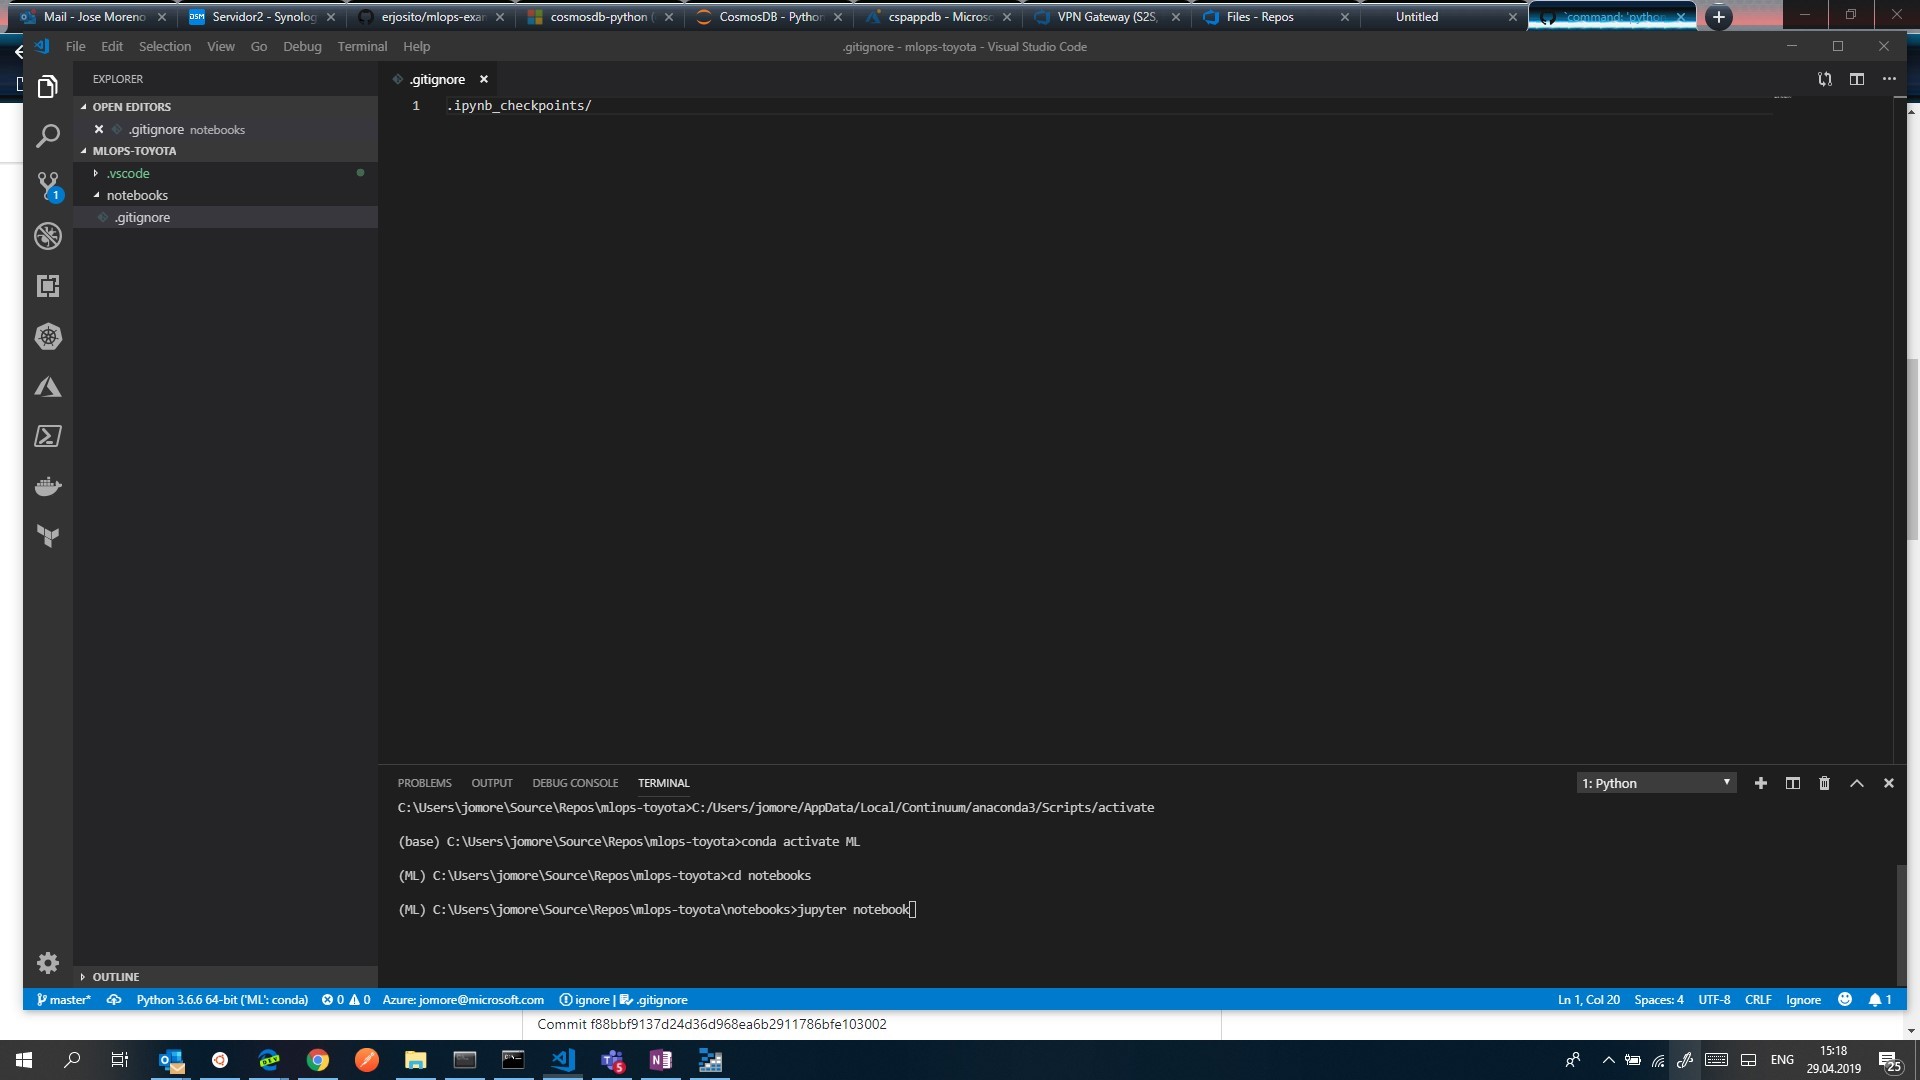 Mail - Jose Moreno
Servidor2 - Synolog
erjosito/mlops-exan
cosmosdb-python (
CosmosDB - Python
cspappdb - Microsc
VPN Gateway (S2S,
Files - Repos
Untitled
`command: 'python
File Edit Selection View Go Debug Terminal Help
.gitignore - mlops-toyota - Visual Studio Code
EXPLORER
OPEN EDITORS
.gitignore notebooks
MLOPS-TOYOTA
.vscode
notebooks
.gitignore
OUTLINE
1
.gitignore
1 .ipynb_checkpoints/
PROBLEMS OUTPUT DEBUG CONSOLE TERMINAL
1: Python
C:\Users\jomore\Source\Repos\mlops-toyota>C:/Users/jomore/AppData/Local/Continuum/anaconda3/Scripts/activate
(base) C:\Users\jomore\Source\Repos\mlops-toyota>conda activate ML
(ML) C:\Users\jomore\Source\Repos\mlops-toyota>cd notebooks
(ML) C:\Users\jomore\Source\Repos\mlops-toyota\notebooks>jupyter notebook
master* Python 3.6.6 64-bit ('ML': conda) 0 0 Azure: jomore@microsoft.com ignore | .gitignore
Ln 1, Col 20 Spaces: 4 UTF-8 CRLF Ignore 1
Commit f88bbf9137d24d36d968ea6b2911786bfe103002
ENG
15:18
29.04.2019
25